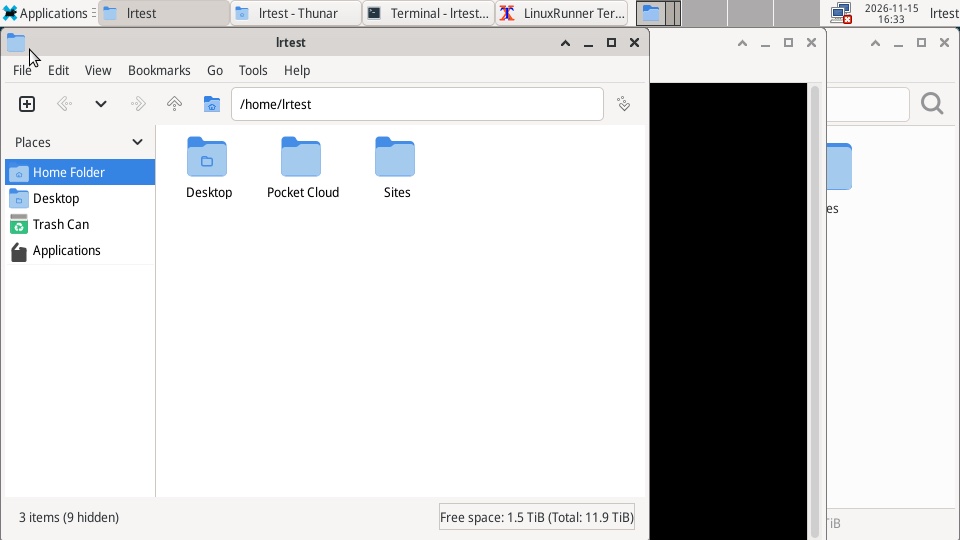 Applications
lrtest
lrtest - Thunar
Terminal - lrtest...
LinuxRunner Ter...
2026-11-15
16:33
lrtest
lrtest
File Edit View Bookmarks Go Tools Help
/home/lrtest
Places
Home Folder
Desktop
Trash Can
Applications
Desktop
Pocket Cloud
Sites
es
3 items (9 hidden)
Free space: 1.5 TiB (Total: 11.9 TiB)
TiB